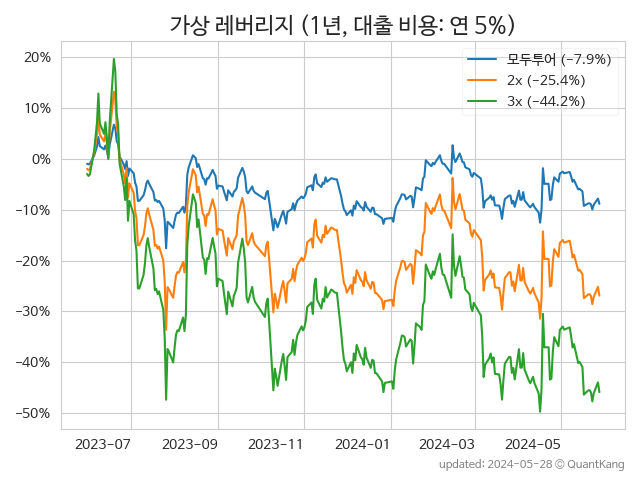 가상 레버리지 (1년, 대출 비용: 연 5%)
모두투어 (−7.9%)
2x (−25.4%)
3x (−44.2%)
20%
10%
0%
−10%
−20%
−30%
−40%
−50%
2023-07
2023-09
2023-11
2024-01
2024-03
2024-05
updated: 2024-05-28 © QuantKang